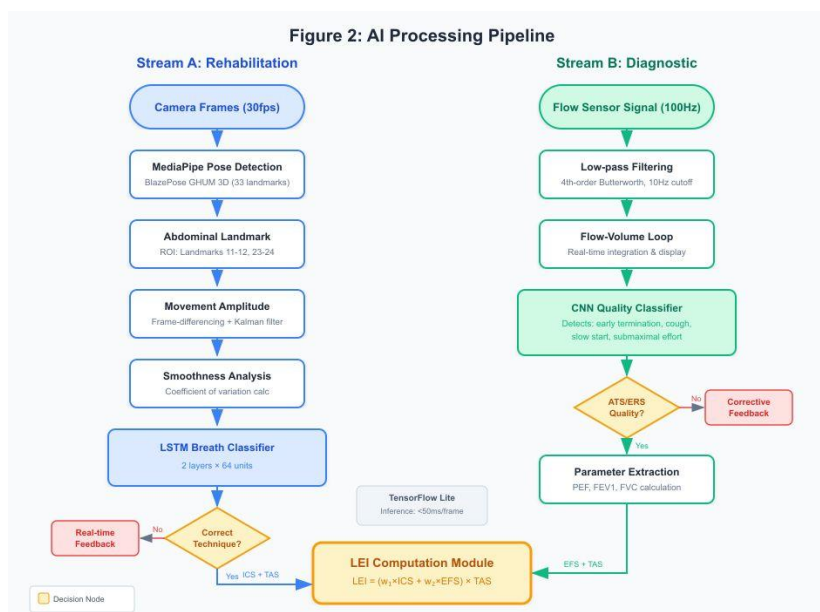 Figure 2: AI Processing Pipeline
Stream A: Rehabilitation
Camera Frames (30fps)
MediaPipe Pose Detection
BlazePose GHUM 3D (33 landmarks)
Abdominal Landmark
ROI: Landmarks 11-12, 23-24
Movement Amplitude
Frame-differencing + Kalman filter
Smoothness Analysis
Coefficient of variation calc
LSTM Breath Classifier
2 layers × 64 units
Correct
Technique?
No
Real-time
Feedback
Yes
ICS + TAS
Stream B: Diagnostic
Flow Sensor Signal (100Hz)
Low-pass Filtering
4th-order Butterworth, 10Hz cutoff
Flow-Volume Loop
Real-time integration & display
CNN Quality Classifier
Detects: early termination, cough,
slow start, submaximal effort
ATS/ERS
Quality?
No
Corrective
Feedback
Yes
Parameter Extraction
PEF, FEV1, FVC calculation
EFS + TAS
TensorFlow Lite
Inference: <50ms/frame
LEI Computation Module
LEI = (w₁×ICS + w₂×EFS) × TAS
Decision Node